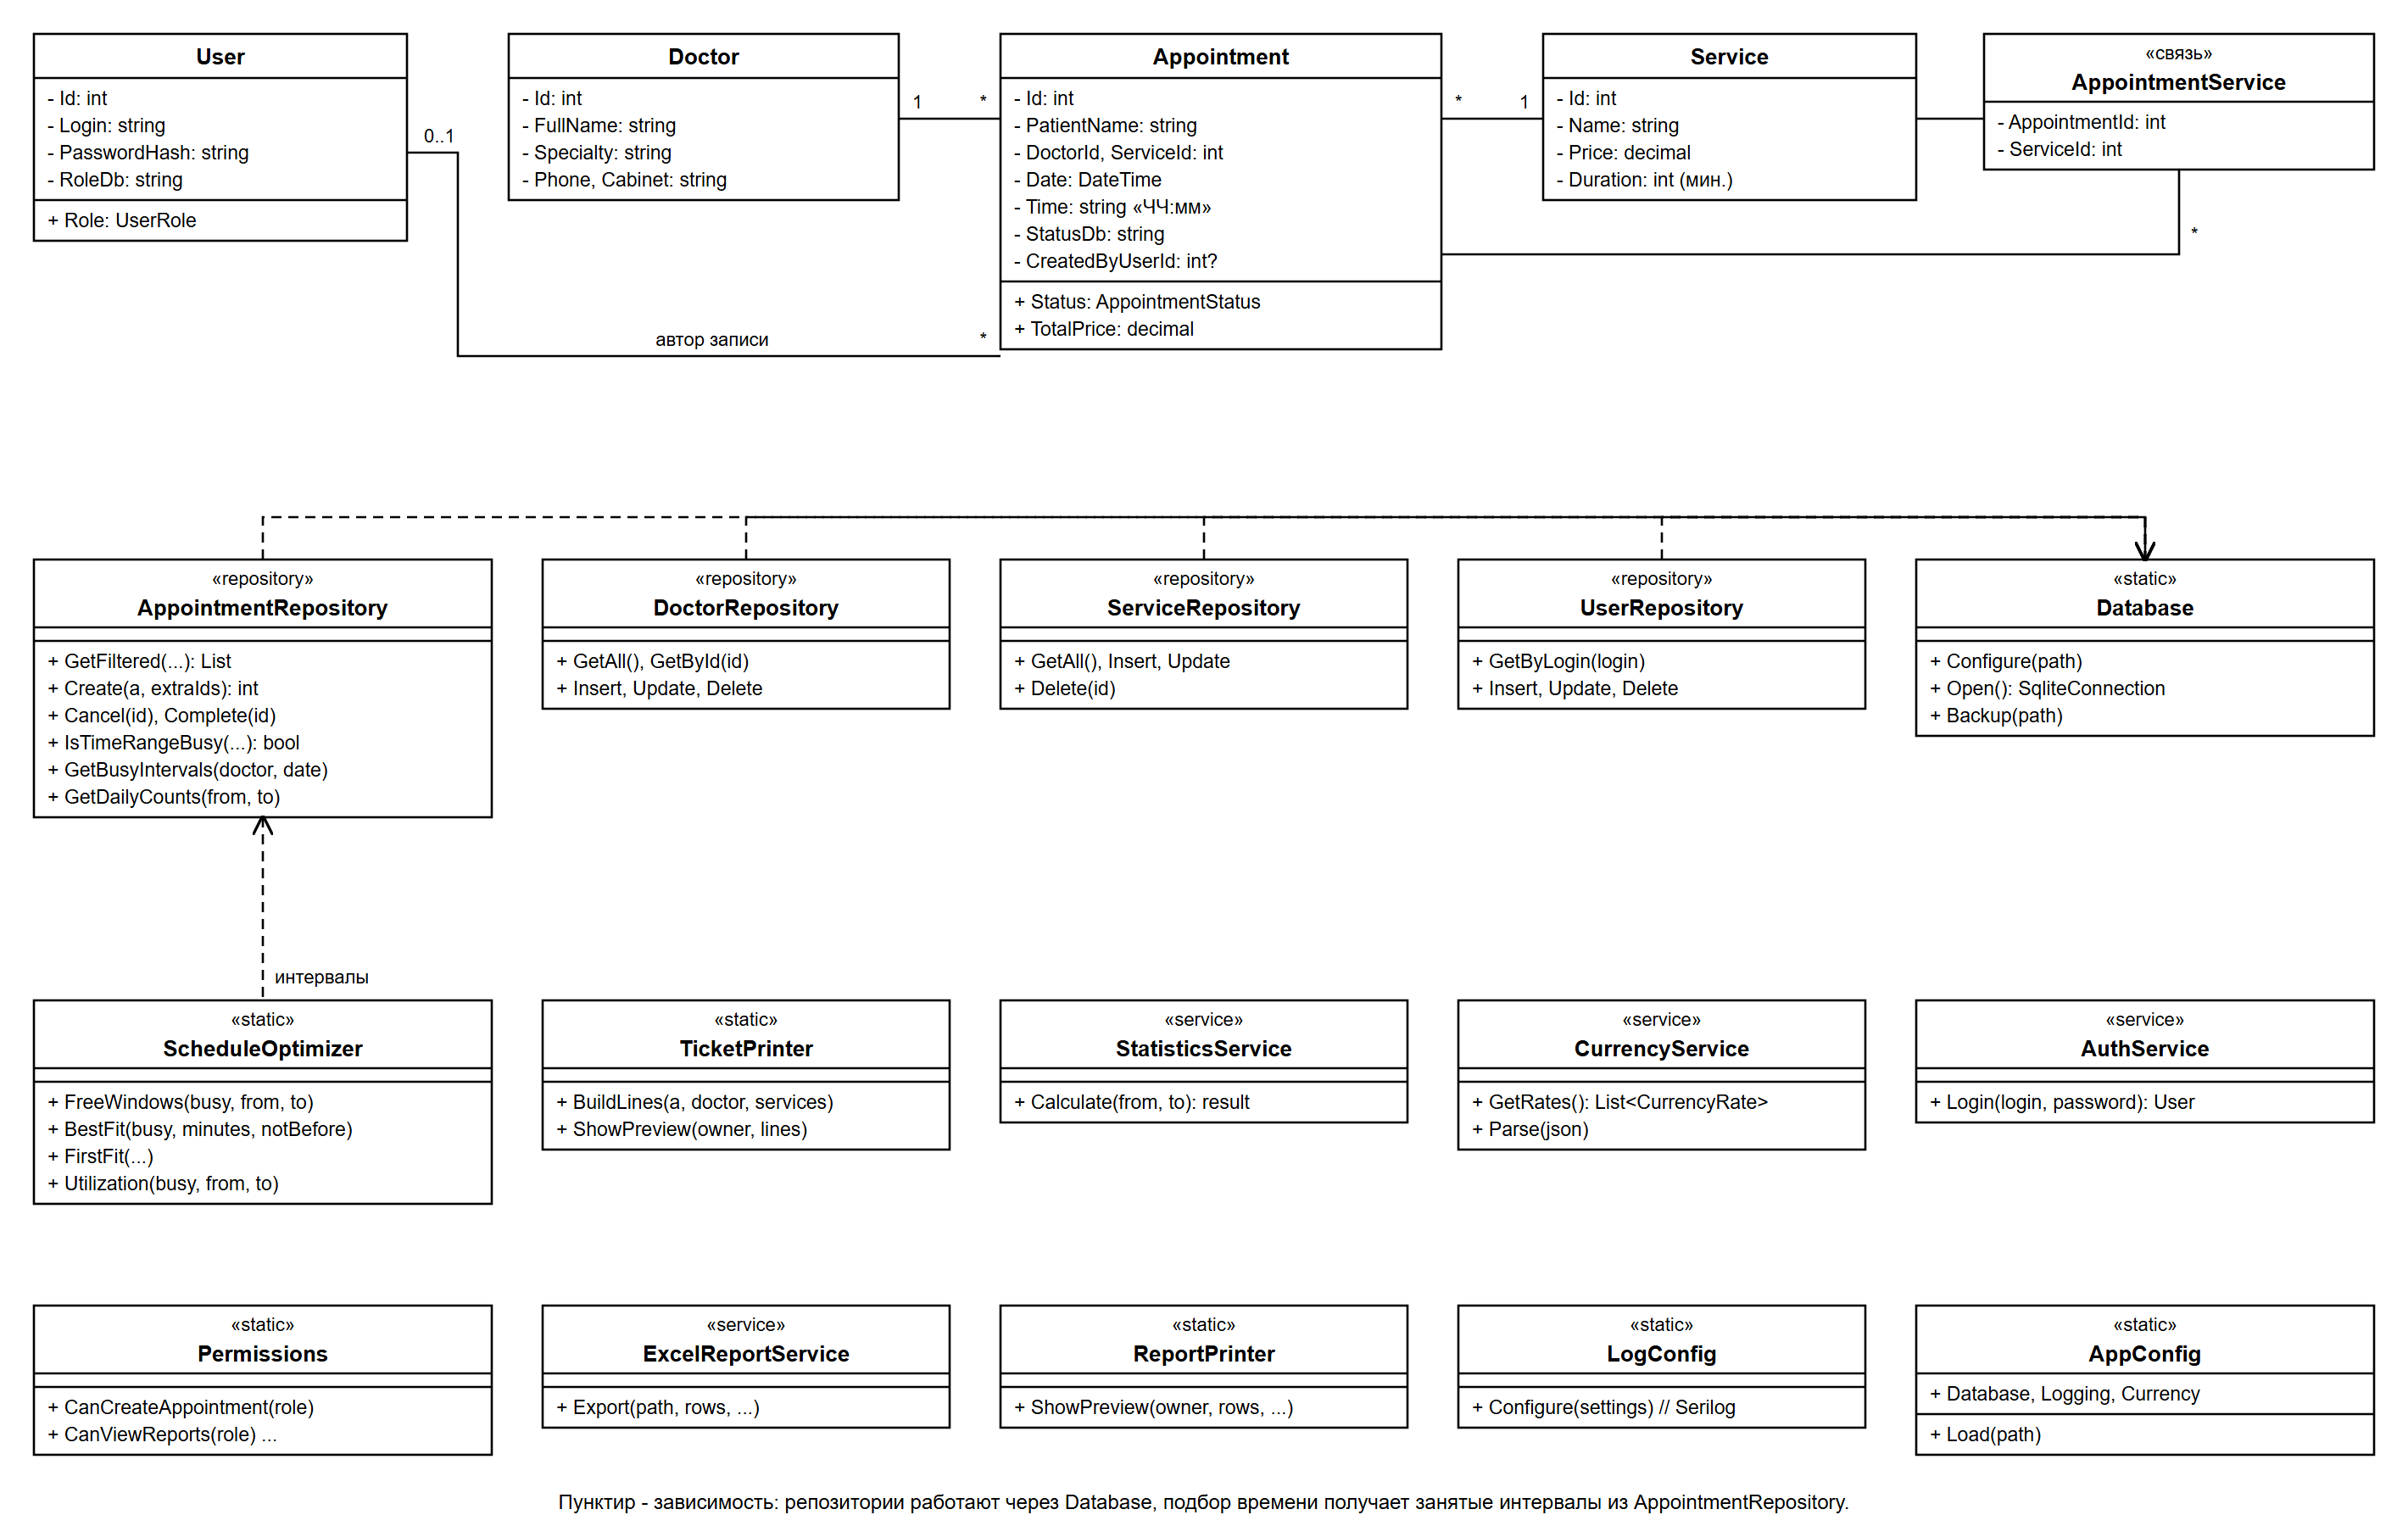 User
- Id: int
- Login: string
- PasswordHash: string
- RoleDb: string
+ Role: UserRole
0..1
Doctor
- Id: int
- FullName: string
- Specialty: string
- Phone, Cabinet: string
1
*
Appointment
- Id: int
- PatientName: string
- DoctorId, ServiceId: int
- Date: DateTime
- Time: string «ЧЧ:мм»
- StatusDb: string
- CreatedByUserId: int?
+ Status: AppointmentStatus
+ TotalPrice: decimal
*
1
Service
- Id: int
- Name: string
- Price: decimal
- Duration: int (мин.)
«связь»
AppointmentService
- AppointmentId: int
- ServiceId: int
*
автор записи
*
«repository»
AppointmentRepository
+ GetFiltered(...): List
+ Create(a, extraIds): int
+ Cancel(id), Complete(id)
+ IsTimeRangeBusy(...): bool
+ GetBusyIntervals(doctor, date)
+ GetDailyCounts(from, to)
«repository»
DoctorRepository
+ GetAll(), GetById(id)
+ Insert, Update, Delete
«repository»
ServiceRepository
+ GetAll(), Insert, Update
+ Delete(id)
«repository»
UserRepository
+ GetByLogin(login)
+ Insert, Update, Delete
«static»
Database
+ Configure(path)
+ Open(): SqliteConnection
+ Backup(path)
интервалы
«static»
ScheduleOptimizer
+ FreeWindows(busy, from, to)
+ BestFit(busy, minutes, notBefore)
+ FirstFit(...)
+ Utilization(busy, from, to)
«static»
TicketPrinter
+ BuildLines(a, doctor, services)
+ ShowPreview(owner, lines)
«service»
StatisticsService
+ Calculate(from, to): result
«service»
CurrencyService
+ GetRates(): List<CurrencyRate>
+ Parse(json)
«service»
AuthService
+ Login(login, password): User
«static»
Permissions
+ CanCreateAppointment(role)
+ CanViewReports(role) ...
«service»
ExcelReportService
+ Export(path, rows, ...)
«static»
ReportPrinter
+ ShowPreview(owner, rows, ...)
«static»
LogConfig
+ Configure(settings) // Serilog
«static»
AppConfig
+ Database, Logging, Currency
+ Load(path)
Пунктир - зависимость: репозитории работают через Database, подбор времени получает занятые интервалы из AppointmentRepository.